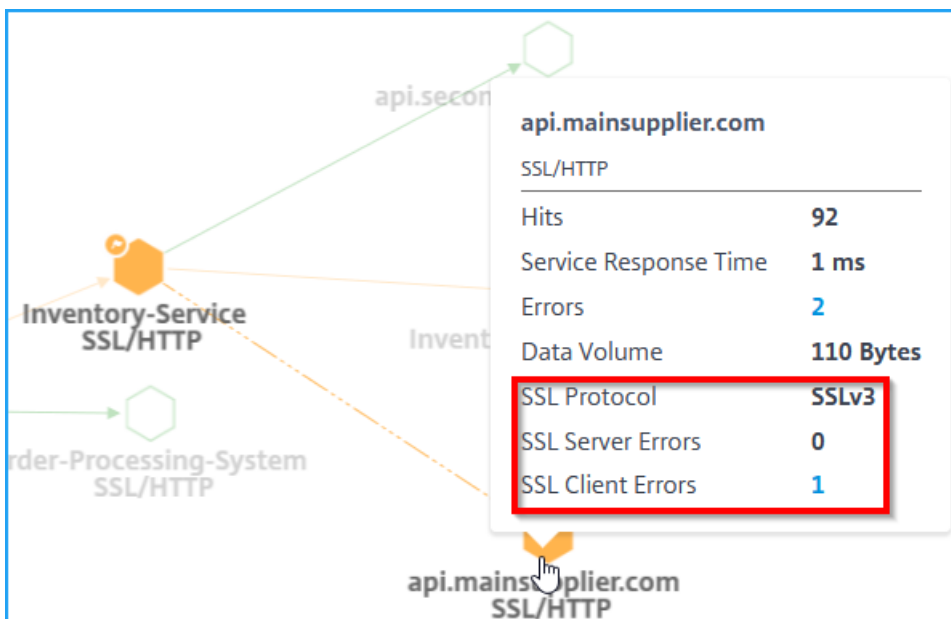 api.secon
api.mainsupplier.com
SSL/HTTP
Hits 92
Service Response Time 1 ms
Errors 2
Data Volume 110 Bytes
SSL Protocol SSLv3
SSL Server Errors 0
SSL Client Errors 1
Inventory-Service
SSL/HTTP
Invent
rder-Processing-System
SSL/HTTP
api.mainsupplier.com
SSL/HTTP